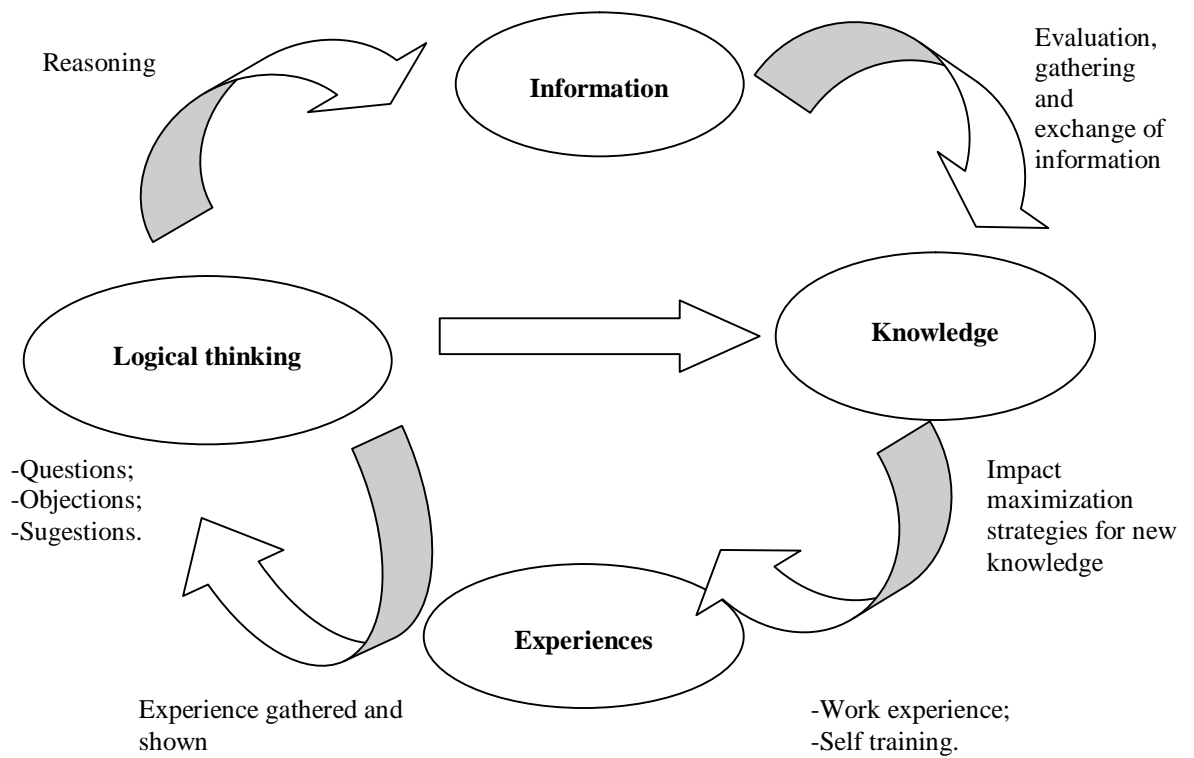 Reasoning
Information
Evaluation,
gathering
and
exchange of
information
Logical thinking
Knowledge
-Questions;
-Objections;
-Sugestions.
Impact
maximization
strategies for new
knowledge
Experiences
Experience gathered and
shown
-Work experience;
-Self training.